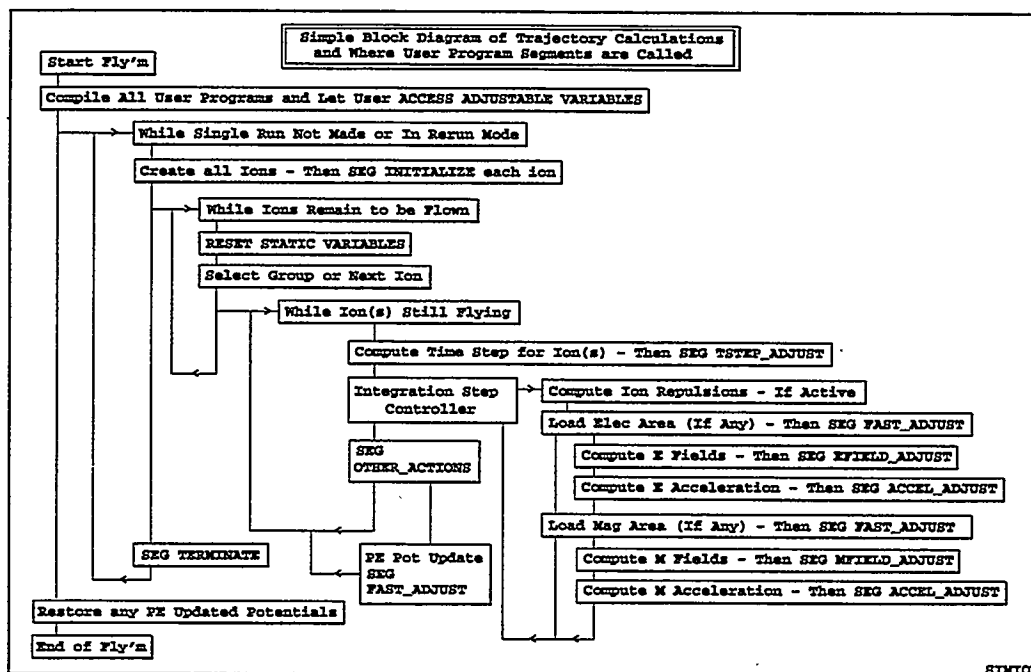 Simple Block Diagram of Trajectory Calculations
and Where User Program Segments are Called
Start Fly'm
Compile All User Programs and Let User ACCESS ADJUSTABLE VARIABLES
While Single Run Not Made or In Rerun Mode
Create all Ions - Then SEG INITIALIZE each ion
While Ions Remain to be Flown
RESET STATIC VARIABLES
Select Group or Next Ion
While Ion(s) Still Flying
Compute Time Step for Ion(s) - Then SEG TSTEP_ADJUST
Integration Step
Controller
Compute Ion Repulsions - If Active
Load Elec Area (If Any) - Then SEG FAST_ADJUST
Compute E Fields - Then SEG EFIELD_ADJUST
Compute E Acceleration - Then SEG ACCEL_ADJUST
Load Mag Area (If Any) - Then SEG FAST_ADJUST
Compute M Fields - Then SEG MFIELD_ADJUST
Compute M Acceleration - Then SEG ACCEL_ADJUST
SEG
OTHER_ACTIONS
PE Pot Update
SEG
FAST_ADJUST
SEG TERMINATE
Restore any PE Updated Potentials
End of Fly'm